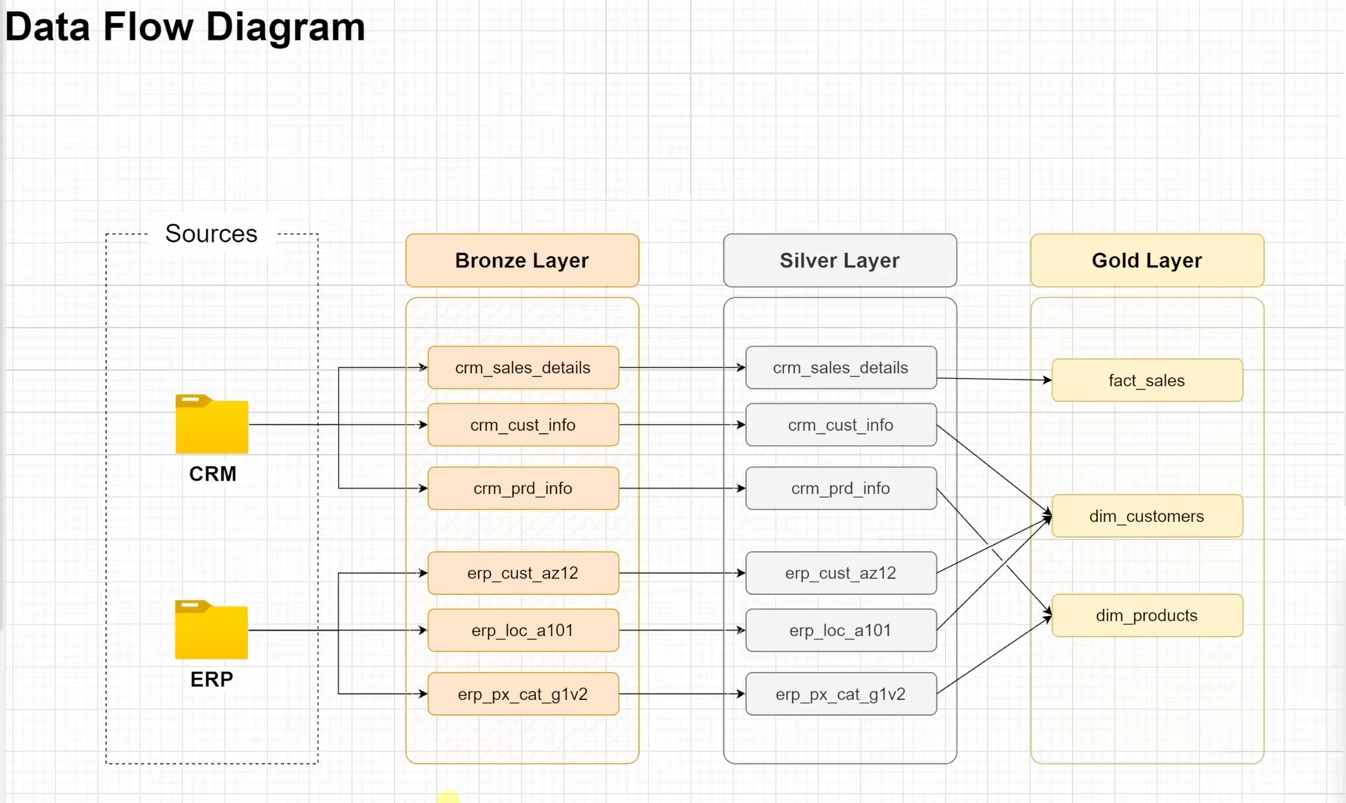 Data Flow Diagram
Sources
Bronze Layer
Silver Layer
Gold Layer
crm_sales_details
crm_sales_details
fact_sales
crm_cust_info
crm_cust_info
CRM
crm_prd_info
crm_prd_info
dim_customers
erp_cust_az12
erp_cust_az12
dim_products
erp_loc_a101
erp_loc_a101
ERP
erp_px_cat_g1v2
erp_px_cat_g1v2